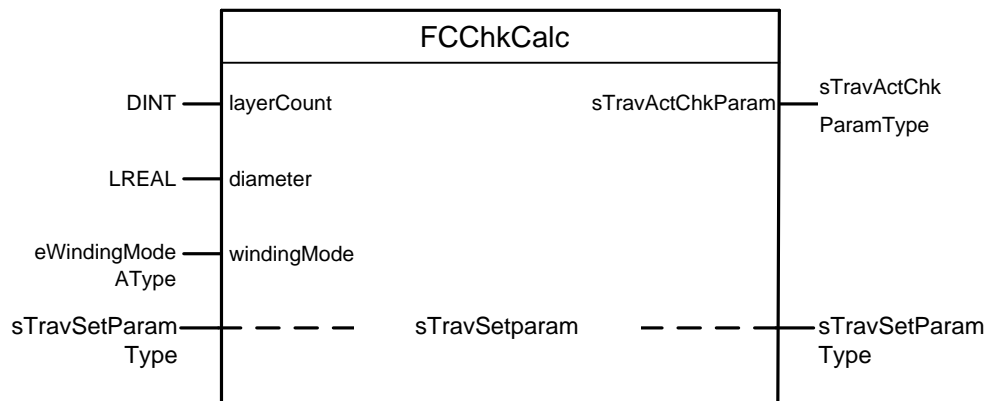 FCChkCalc
DINT layerCount sTravActChkParam sTravActChk
ParamType
LREAL diameter
eWindingMode windingMode
AType
sTravSetParam sTravSetparam sTravSetParam
Type Type